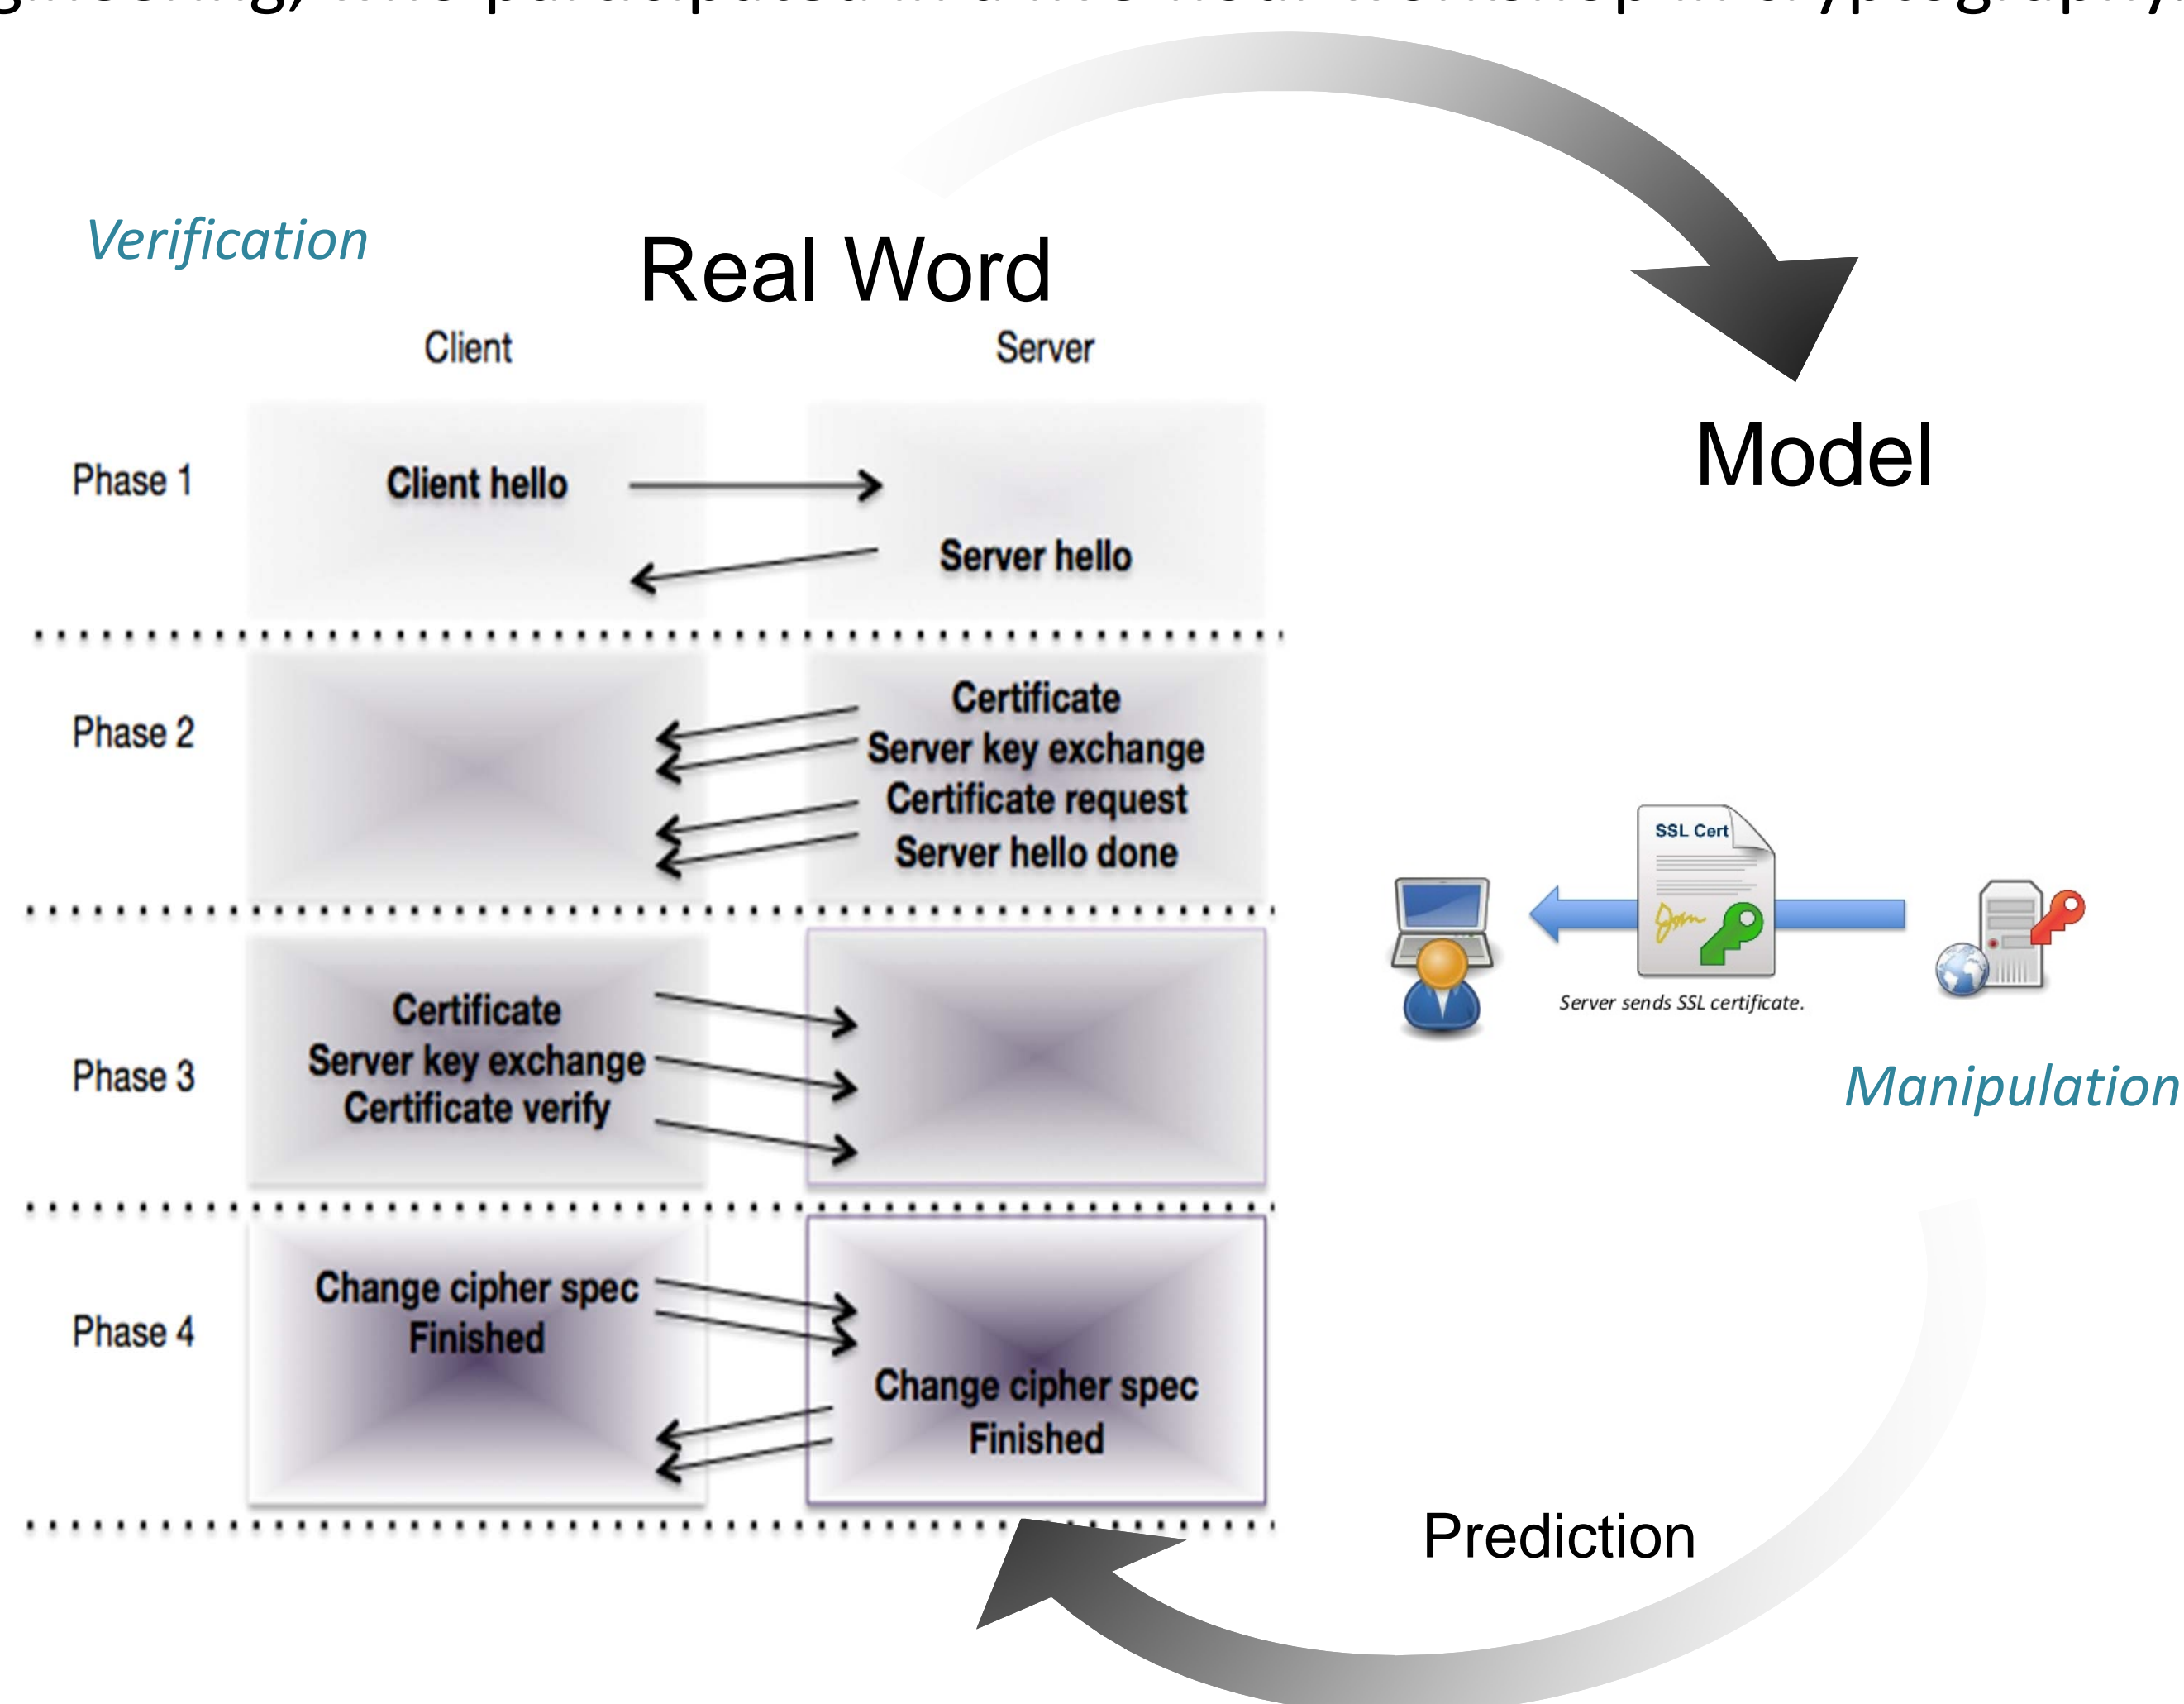 Verification
Real Word
Client
Server
Model
Phase 1
Client hello
Server hello
Phase 2
Certificate
Server key exchange
Certificate request
Server hello done
SSL Cert
Server sends SSL certificate.
Phase 3
Certificate
Server key exchange
Certificate verify
Manipulation
Phase 4
Change cipher spec
Finished
Change cipher spec
Finished
Prediction